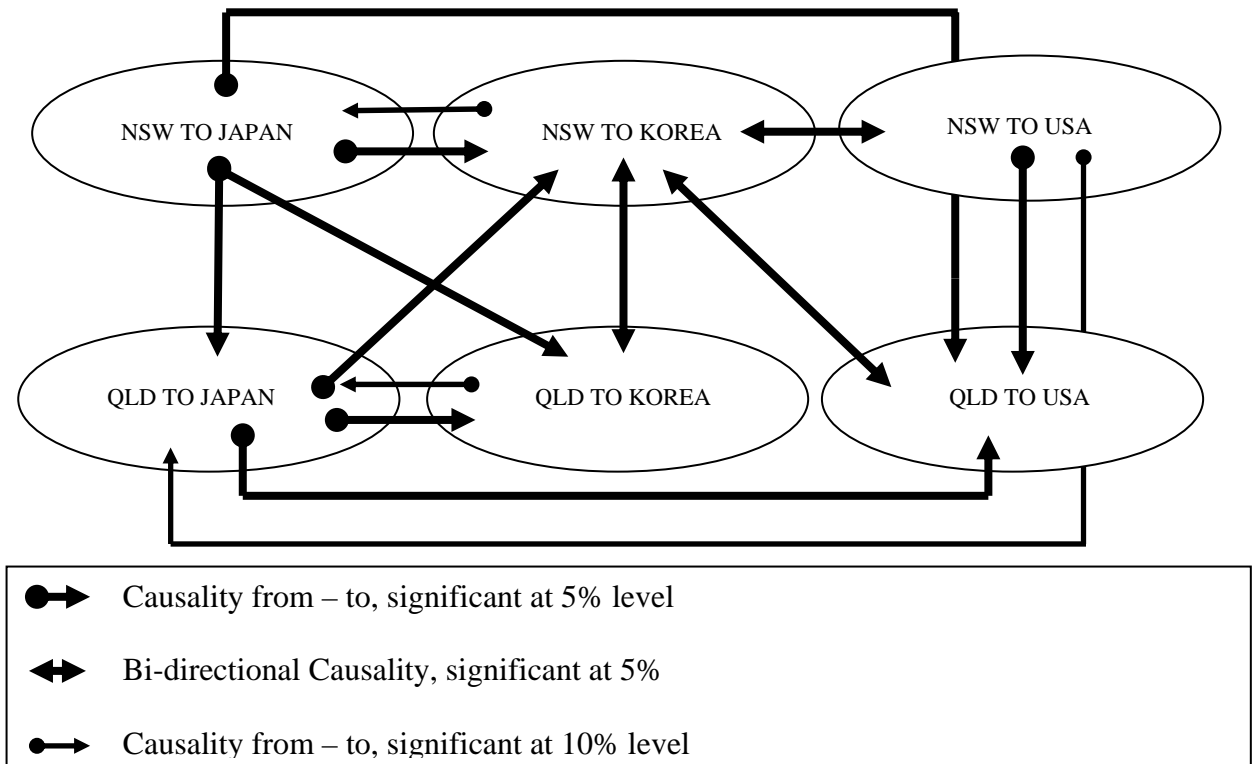 NSW TO JAPAN
NSW TO KOREA
NSW TO USA
QLD TO JAPAN
QLD TO KOREA
QLD TO USA
Causality from – to, significant at 5% level
Bi-directional Causality, significant at 5%
Causality from – to, significant at 10% level